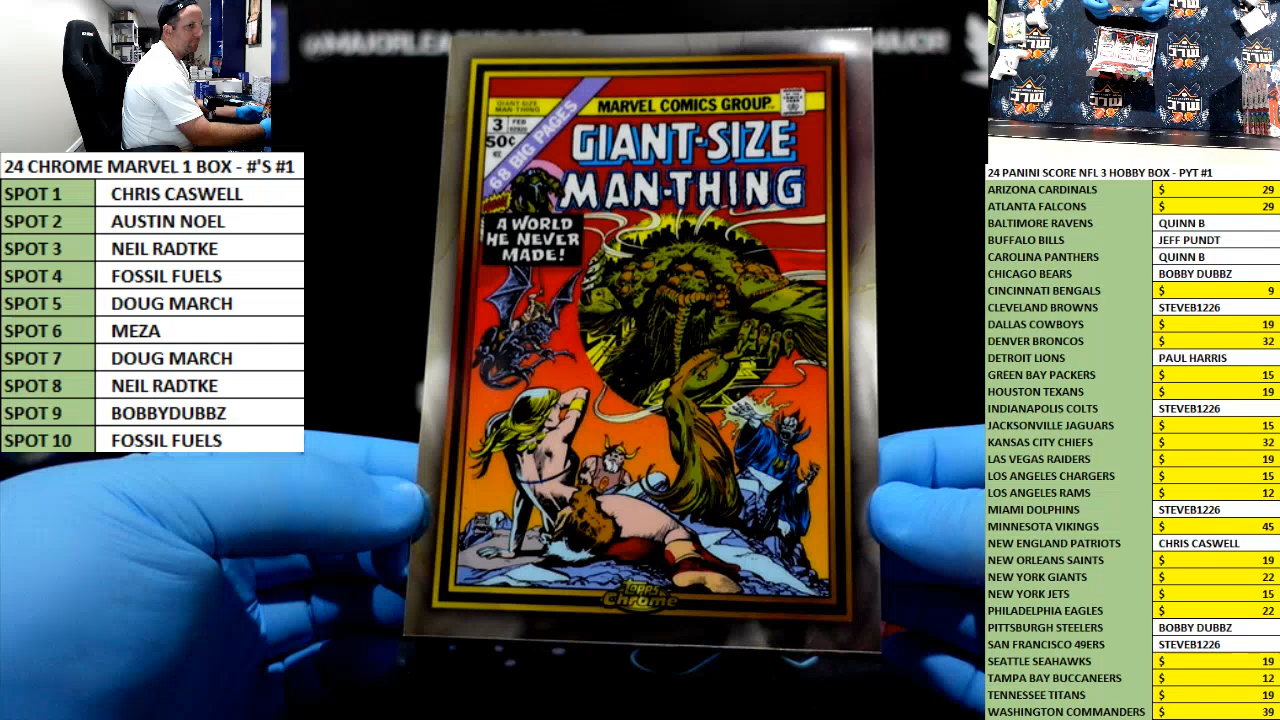 24 CHROME MARVEL 1 BOX - #'S #1
SPOT 1 CHRIS CASWELL
SPOT 2 AUSTIN NOEL
SPOT 3 NEIL RADTKE
SPOT 4 FOSSIL FUELS
SPOT 5 DOUG MARCH
SPOT 6 MEZA
SPOT 7 DOUG MARCH
SPOT 8 NEIL RADTKE
SPOT 9 BOBBYDUBBZ
SPOT 10 FOSSIL FUELS
GIANT-SIZE
MAN-THING
MARVEL COMICS GROUP
3 FEB
50¢
68 BIG PAGES
GIANT-SIZE
MAN-THING
A WORLD
HE NEVER
MADE!
TOPPS
Chrome
24 PANINI SCORE NFL 3 HOBBY BOX - PYT #1
ARIZONA CARDINALS $ 29
ATLANTA FALCONS $ 29
BALTIMORE RAVENS QUINN B
BUFFALO BILLS JEFF PUNDT
CAROLINA PANTHERS QUINN B
CHICAGO BEARS BOBBY DUBBZ
CINCINNATI BENGALS $ 9
CLEVELAND BROWNS STEVEB1226
DALLAS COWBOYS $ 19
DENVER BRONCOS $ 32
DETROIT LIONS PAUL HARRIS
GREEN BAY PACKERS $ 15
HOUSTON TEXANS $ 19
INDIANAPOLIS COLTS STEVEB1226
JACKSONVILLE JAGUARS $ 15
KANSAS CITY CHIEFS $ 32
LAS VEGAS RAIDERS $ 19
LOS ANGELES CHARGERS $ 15
LOS ANGELES RAMS $ 12
MIAMI DOLPHINS STEVEB1226
MINNESOTA VIKINGS $ 45
NEW ENGLAND PATRIOTS CHRIS CASWELL
NEW ORLEANS SAINTS $ 19
NEW YORK GIANTS $ 22
NEW YORK JETS $ 15
PHILADELPHIA EAGLES $ 22
PITTSBURGH STEELERS BOBBY DUBBZ
SAN FRANCISCO 49ERS STEVEB1226
SEATTLE SEAHAWKS $ 19
TAMPA BAY BUCCANEERS $ 12
TENNESSEE TITANS $ 19
WASHINGTON COMMANDERS $ 39